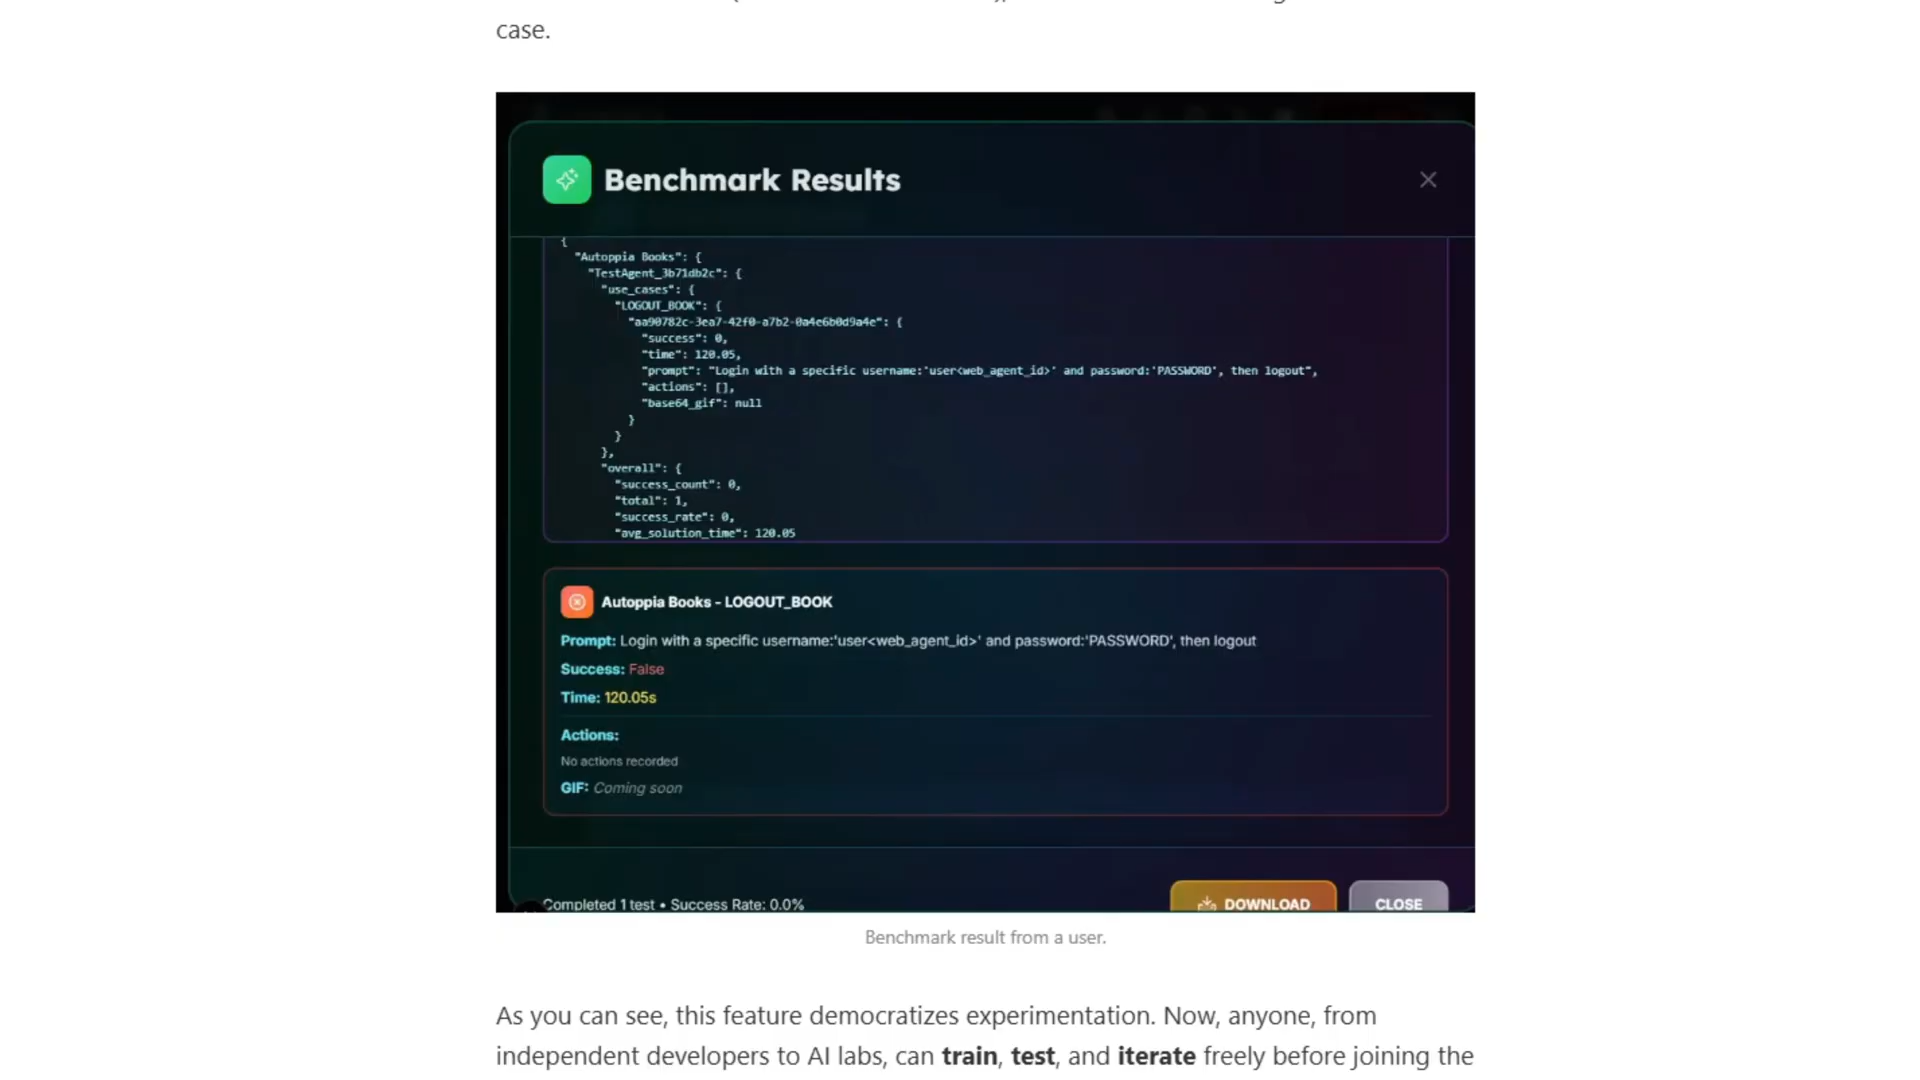 case.
Benchmark Results
{
"Autoppia Books": {
"TestAgent_3b71db2c": {
"use_cases": {
"LOGOUT_BOOK": {
"aa90782c-3ea7-42f0-a7b2-0a4e6b0d9a4e": {
"success": 0,
"time": 120.05,
"prompt": "Login with a specific username:'user<web_agent_id>' and password:'PASSWORD', then logout",
"actions": [],
"base64_gif": null
}
}
},
"overall": {
"success_count": 0,
"total": 1,
"success_rate": 0,
"avg_solution_time": 120.05
Autoppia Books - LOGOUT_BOOK
Prompt: Login with a specific username:'user<web_agent_id>' and password:'PASSWORD', then logout
Success: False
Time: 120.05s
Actions:
No actions recorded
GIF: Coming soon
Completed 1 test • Success Rate: 0.0%
DOWNLOAD
CLOSE
Benchmark result from a user.
As you can see, this feature democratizes experimentation. Now, anyone, from
independent developers to AI labs, can train, test, and iterate freely before joining the